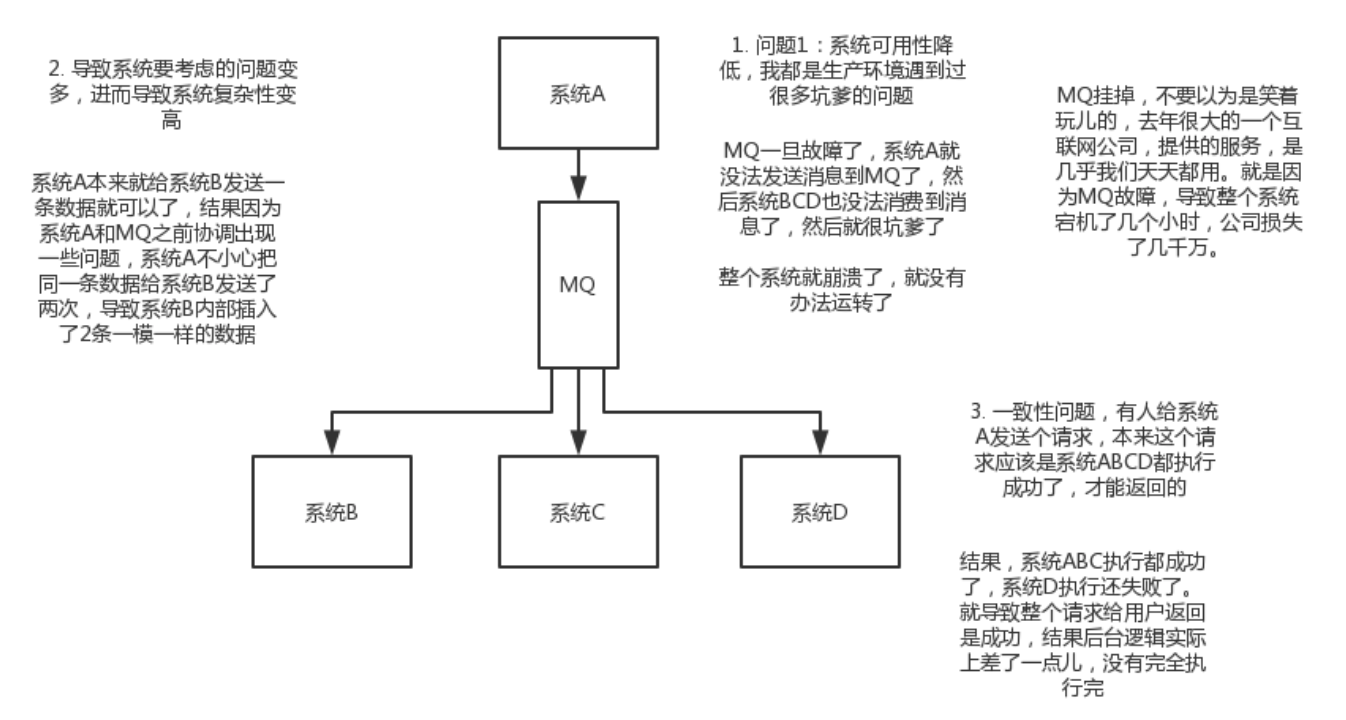 2. 导致系统要考虑的问题变
多，进而导致系统复杂性变
高
系统A本来就给系统B发送一
条数据就可以了，结果因为
系统A和MQ之前协调出现
一些问题，系统A不小心把
同一条数据给系统B发送了
两次，导致系统B内部插入
了2条一模一样的数据
系统A
MQ
系统B
系统C
系统D
1. 问题1：系统可用性降
低，我都是生产环境遇到过
很多坑爹的问题
MQ一旦故障了，系统A就
没法发送消息到MQ了，然
后系统BCD也没法消费到消
息了，然后就很坑爹了
整个系统就崩溃了，就没有
办法运转了
MQ挂掉，不要以为是笑着
玩儿的，去年很大的一个互
联网公司，提供的服务，是
几乎我们天天都用。就是因
为MQ故障，导致整个系统
宕机了几个小时，公司损失
了几千万。
3. 一致性问题，有人给系统
A发送个请求，本来这个请
求应该是系统ABCD都执行
成功了，才能返回的
结果，系统ABC执行都成功
了，系统D执行还失败了。
就导致整个请求给用户返回
是成功，结果后台逻辑实际
上差了一点儿，没有完全执
行完